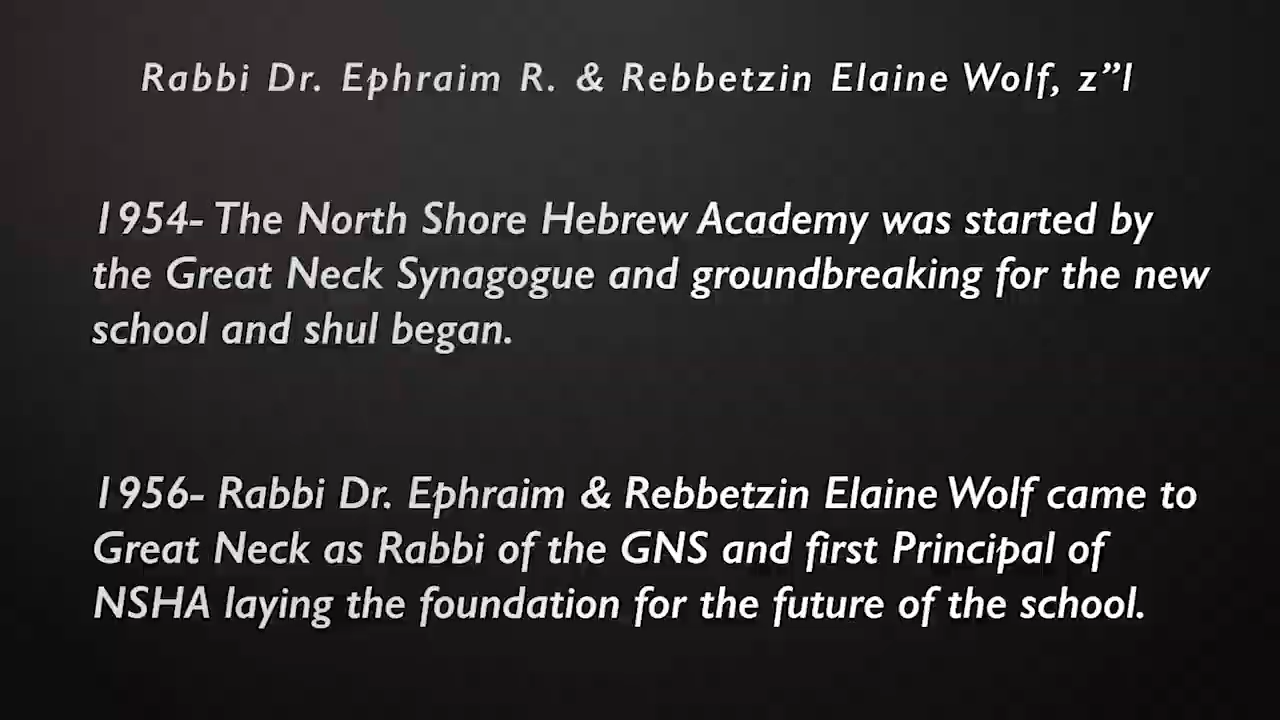 Rabbi Dr. Ephraim R. & Rebbetzin Elaine Wolf, z”l
1954- The North Shore Hebrew Academy was started by
the Great Neck Synagogue and groundbreaking for the new
school and shul began.
1956- Rabbi Dr. Ephraim & Rebbetzin Elaine Wolf came to
Great Neck as Rabbi of the GNS and first Principal of
NSHA laying the foundation for the future of the school.